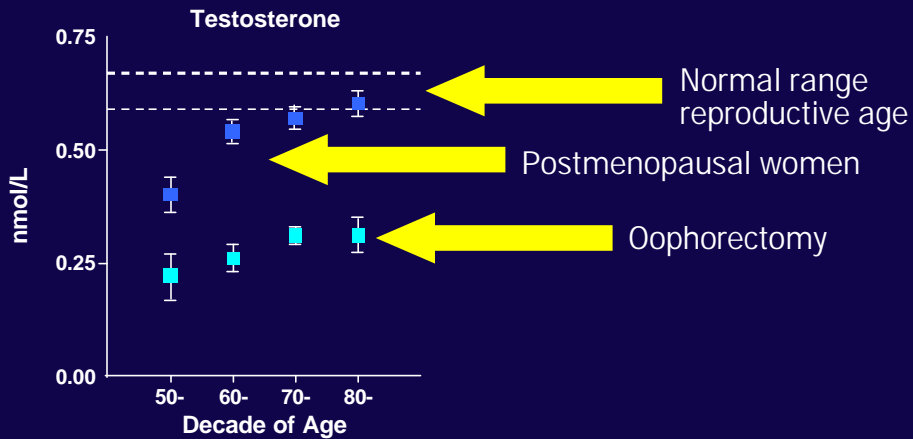 Testosterone
0.75
0.50
0.25
0.00
nmol/L
50-
60-
70-
80-
Decade of Age
Normal range
reproductive age
Postmenopausal women
Oophorectomy